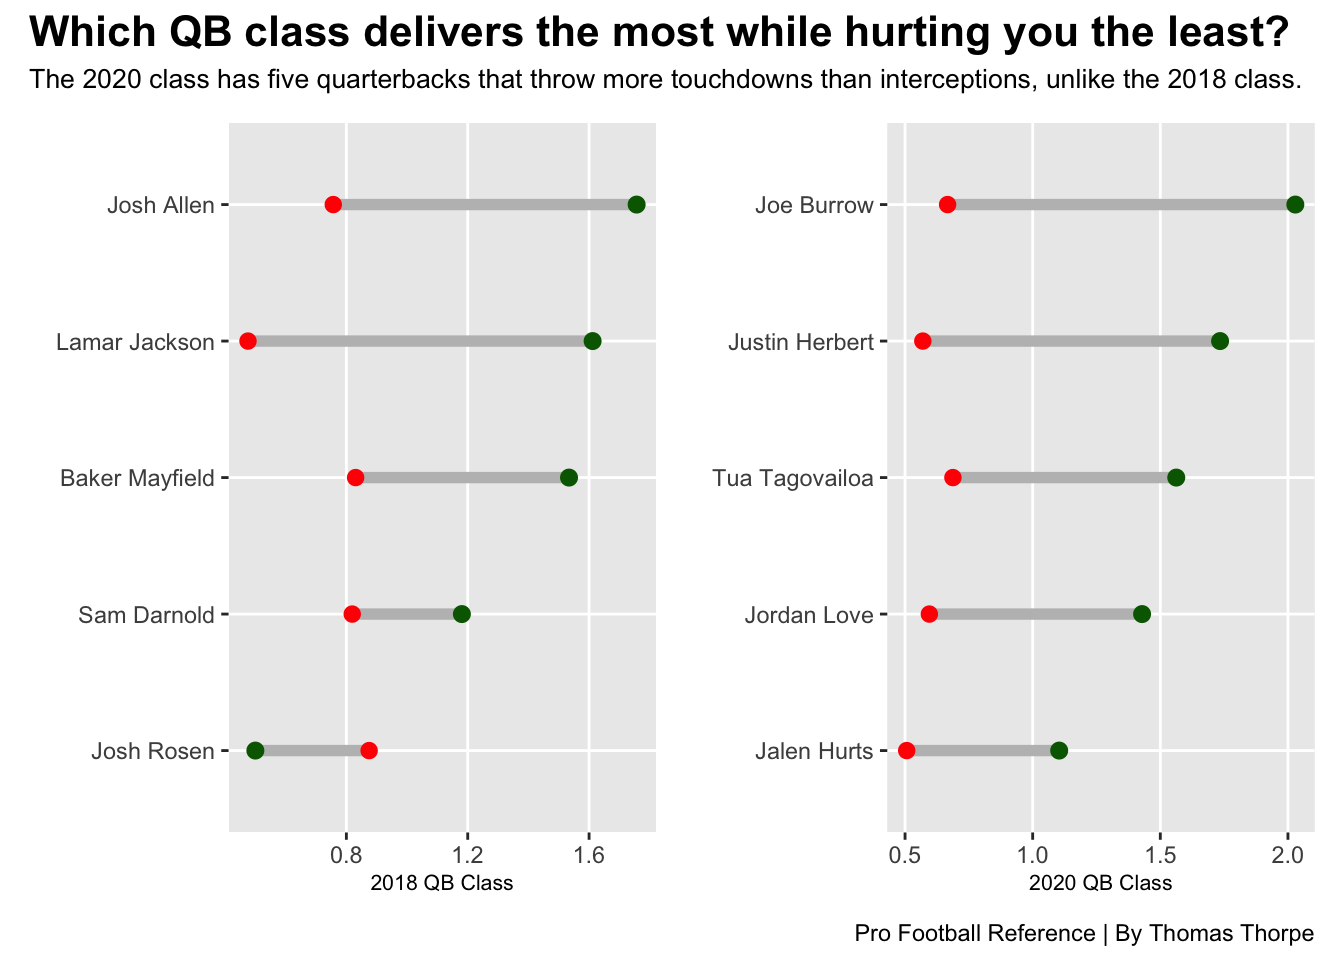 Which QB class delivers the most while hurting you the least?
The 2020 class has five quarterbacks that throw more touchdowns than interceptions, unlike the 2018 class.
Josh Allen
Lamar Jackson
Baker Mayfield
Sam Darnold
Josh Rosen
0.8 1.2 1.6
2018 QB Class
Joe Burrow
Justin Herbert
Tua Tagovailoa
Jordan Love
Jalen Hurts
0.5 1.0 1.5 2.0
2020 QB Class
Pro Football Reference | By Thomas Thorpe